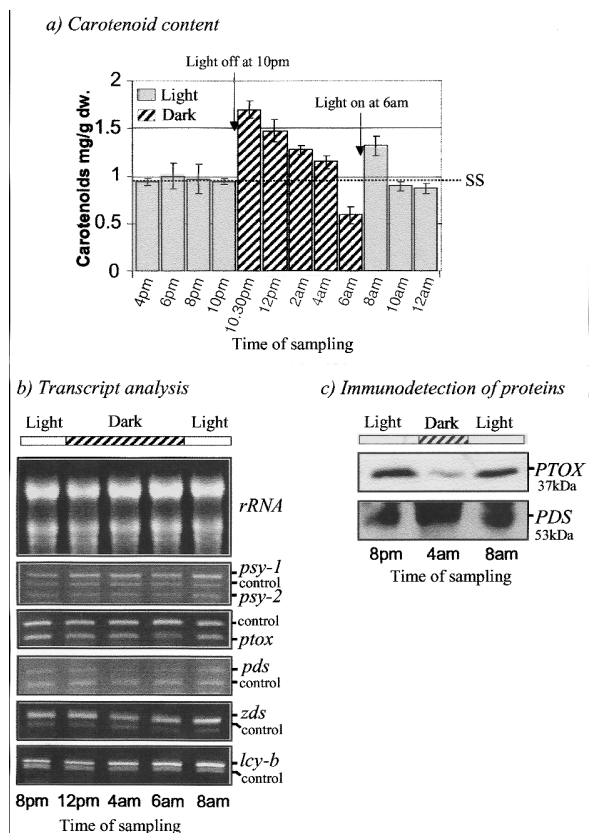 a) Carotenoid content
Light off at 10pm
Light on at 6am
Carotenoids mg/g dw.
2
1.5
1
0.5
0
Light
Dark
SS
4pm
6pm
8pm
10pm
10.30pm
12pm
2am
4am
6am
8am
10am
12am
Time of sampling
b) Transcript analysis
Light Dark Light
rRNA
psy-1
control
psy-2
control
ptox
pds
control
zds
control
lcy-b
control
8pm 12pm 4am 6am 8am
Time of sampling
c) Immunodetection of proteins
Light Dark Light
PTOX
37kDa
PDS
53kDa
8pm 4am 8am
Time of sampling